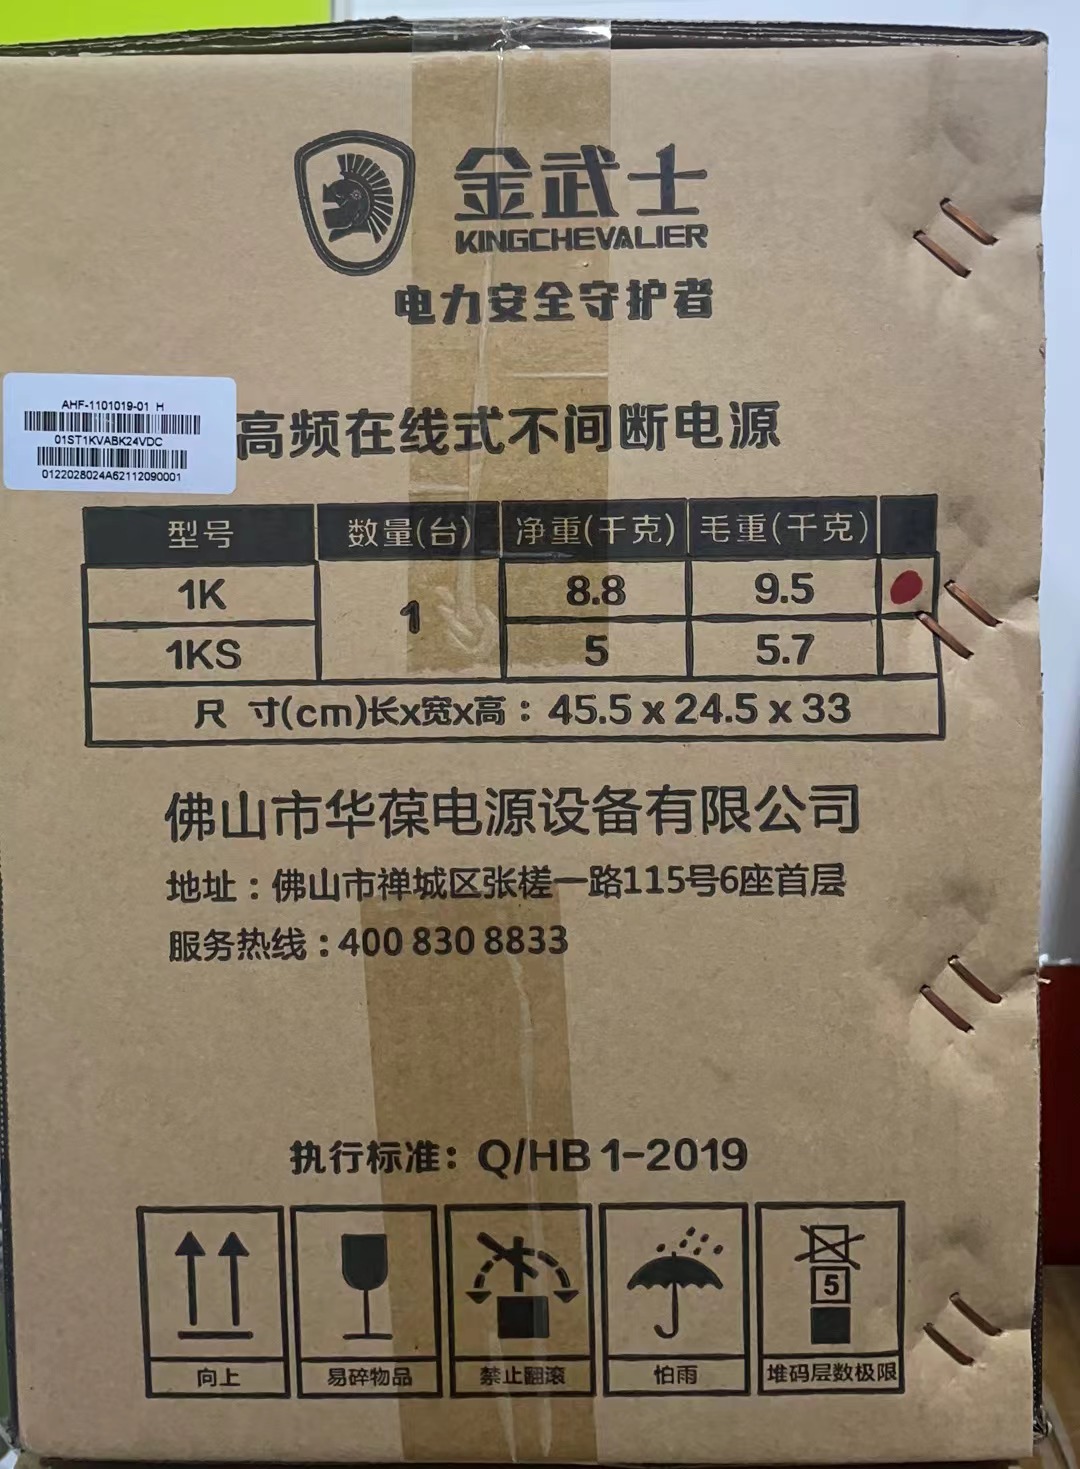 金武士
KINGCHEVALIER
电力安全守护者
AHF-1101019-01 H
01ST1KVABK24VDC
0122028024A62112090001
高频在线式不间断电源
型号 数量(台) 净重(千克) 毛重(千克)
1K 1 8.8 9.5
1KS 5 5.7
尺 寸(cm)长x宽x高：45.5 x 24.5 x 33
佛山市华葆电源设备有限公司
地址：佛山市禅城区张槎一路115号6座首层
服务热线：400 830 8833
执行标准：Q/HB 1-2019
5
向上 易碎物品 禁止翻滚 怕雨 堆码层数极限